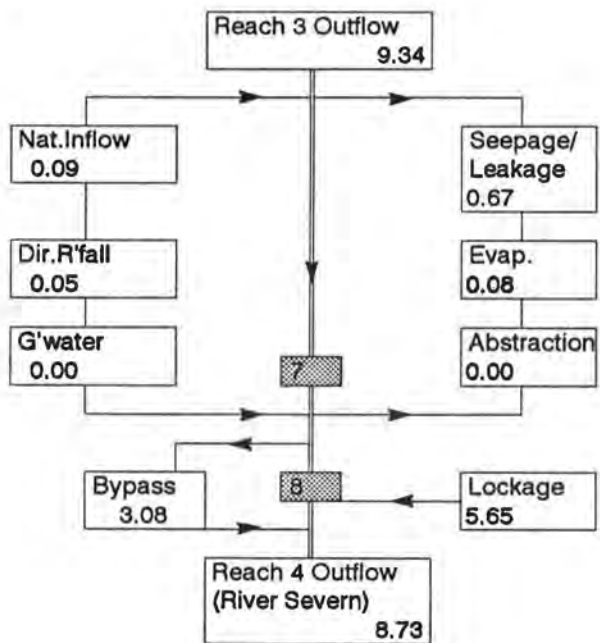 Reach 3 Outflow
9.34
Nat.Inflow
0.09
Seepage/
Leakage
0.67
Dir.R'fall
0.05
Evap.
0.08
G'water
0.00
Abstraction
0.00
7
Bypass
3.08
8
Lockage
5.65
Reach 4 Outflow
(River Severn)
8.73